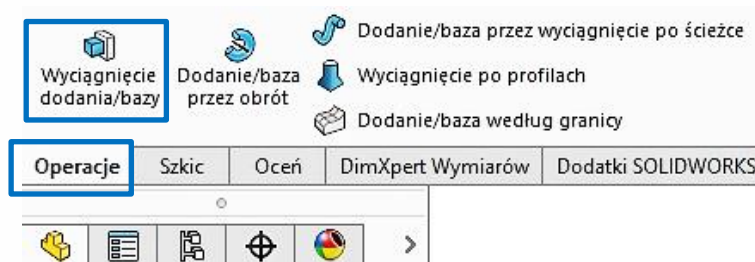 Wyciągnięcie
dodania/bazy
Dodanie/baza
przez obrót
Dodanie/baza przez wyciągnięcie po ścieżce
Wyciągnięcie po profilach
Dodanie/baza według granicy
Operacje
Szkic
Oceń
DimXpert Wymiarów
Dodatki SOLIDWORKS